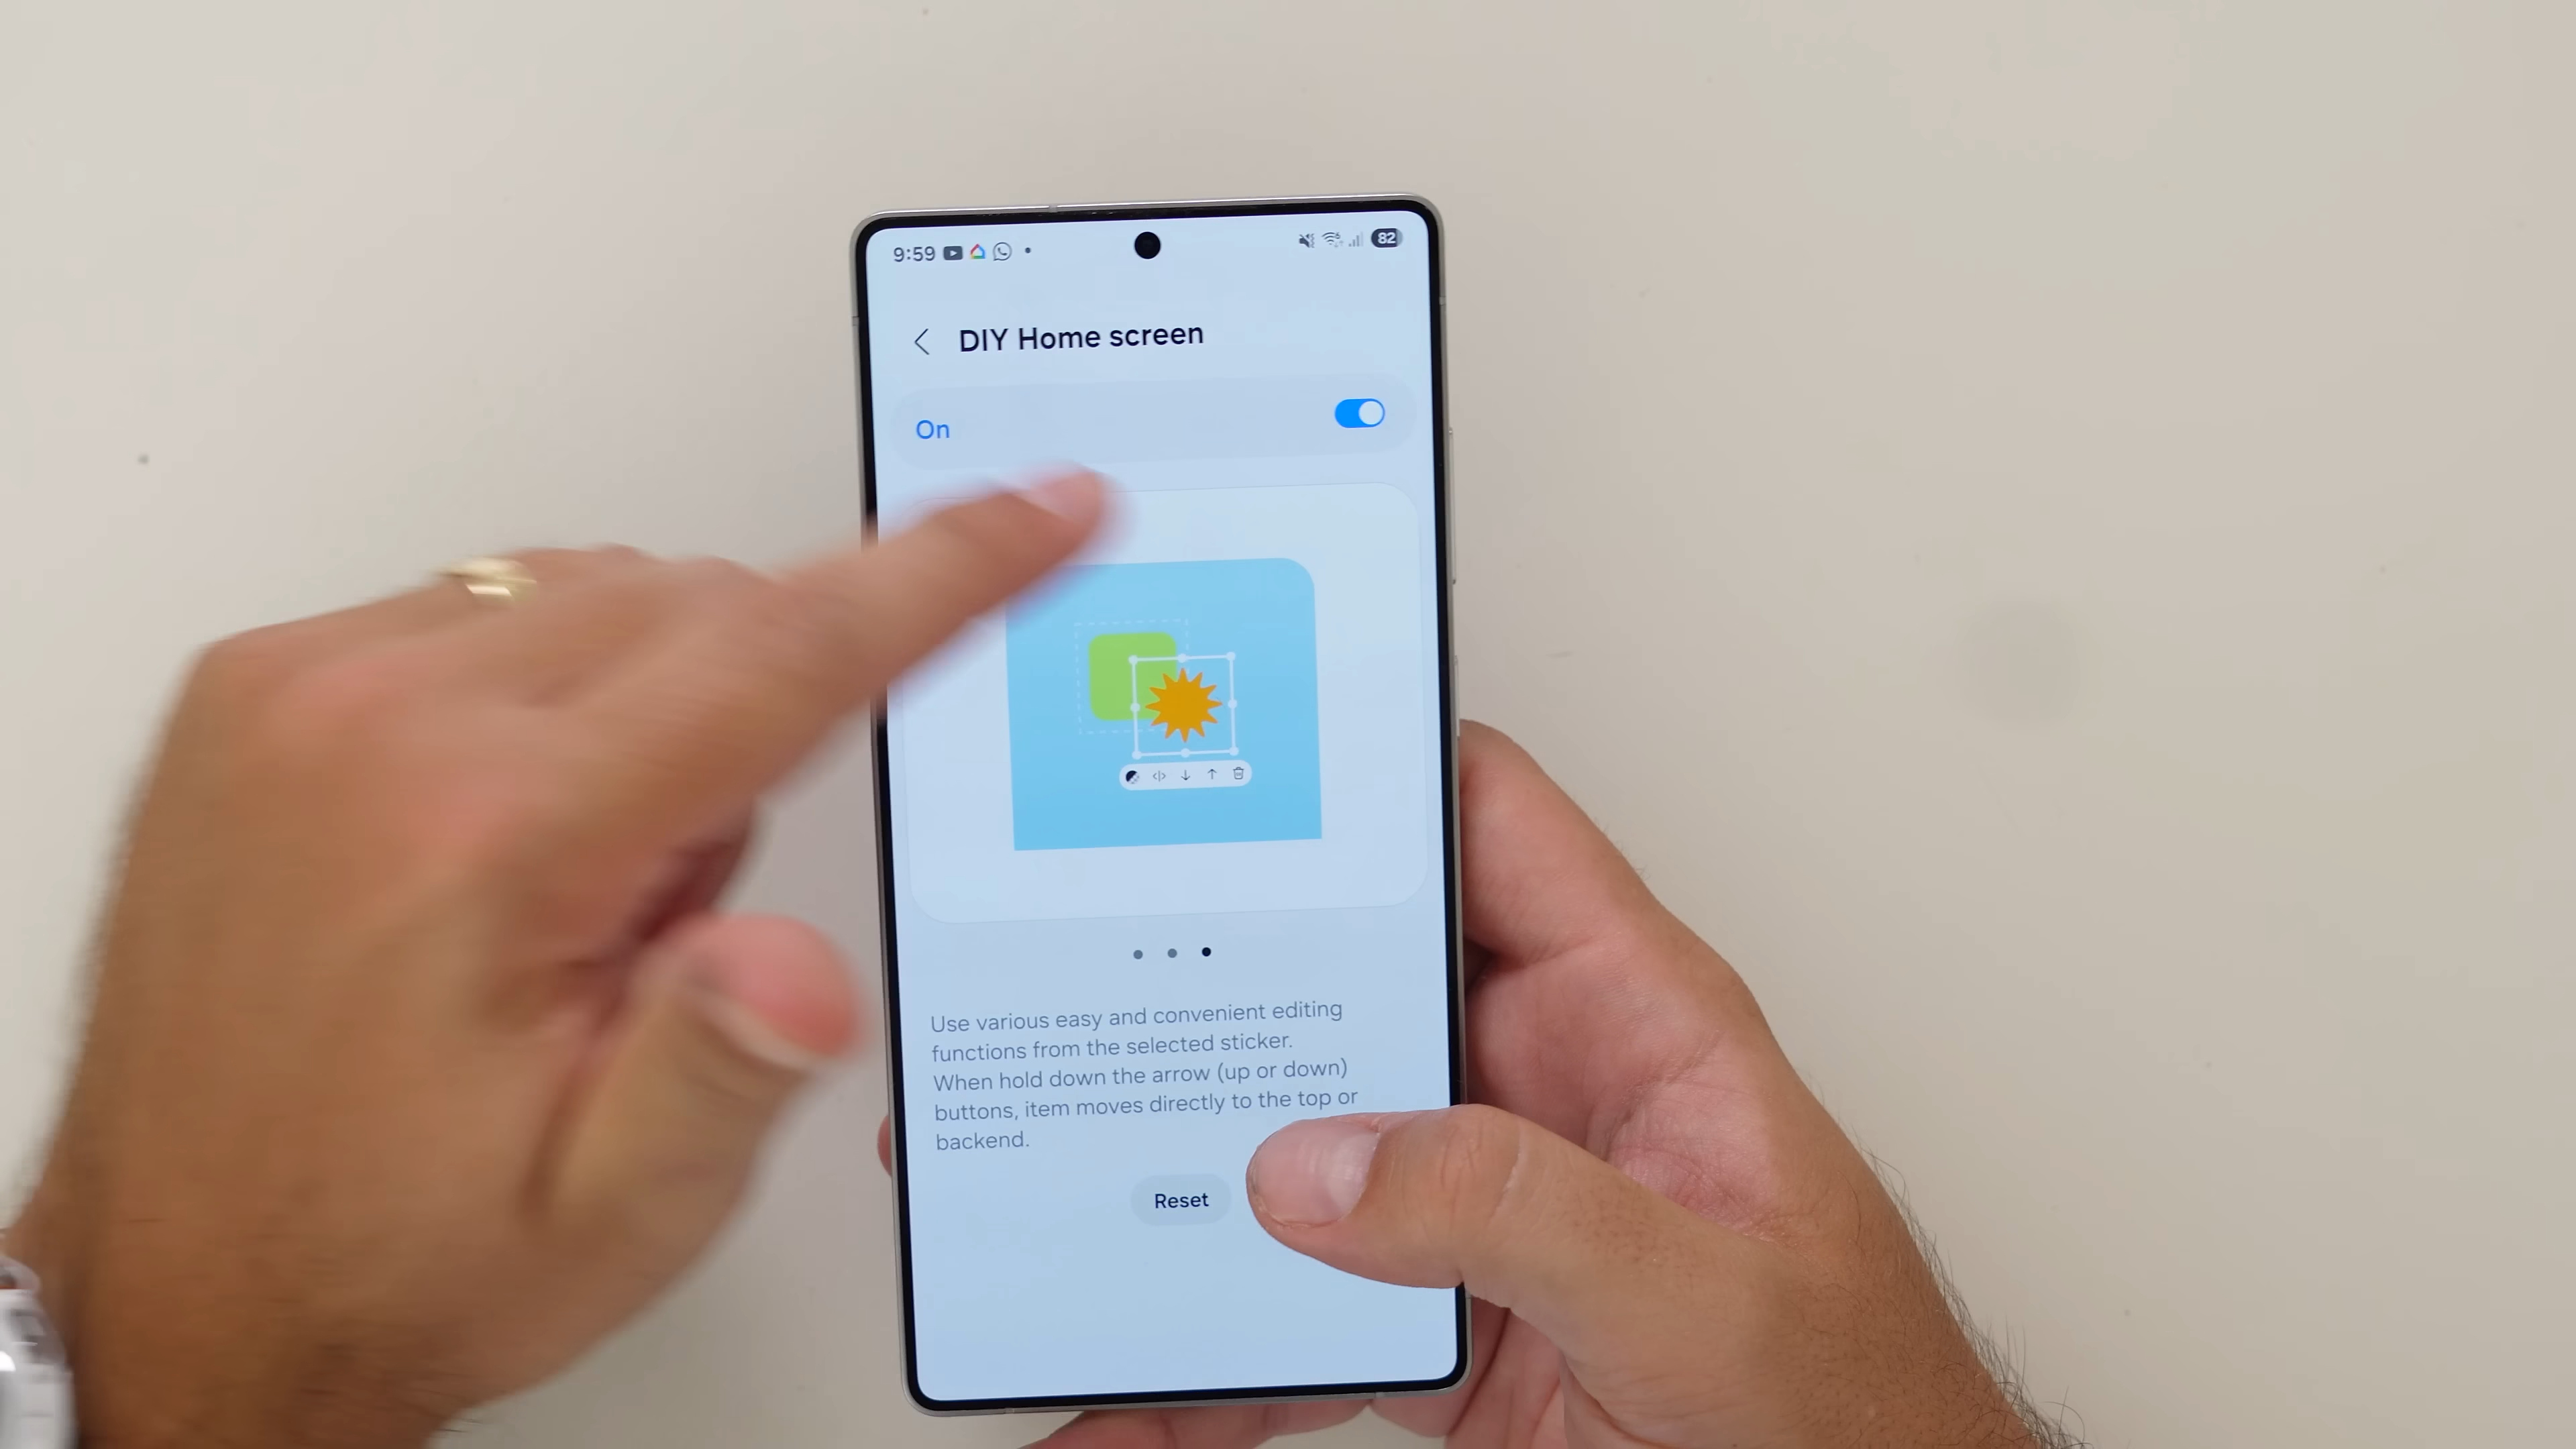 9:59
82
DIY Home screen
On
Use various easy and convenient editing
functions from the selected sticker.
When hold down the arrow (up or down)
buttons, item moves directly to the top or
backend.
Reset